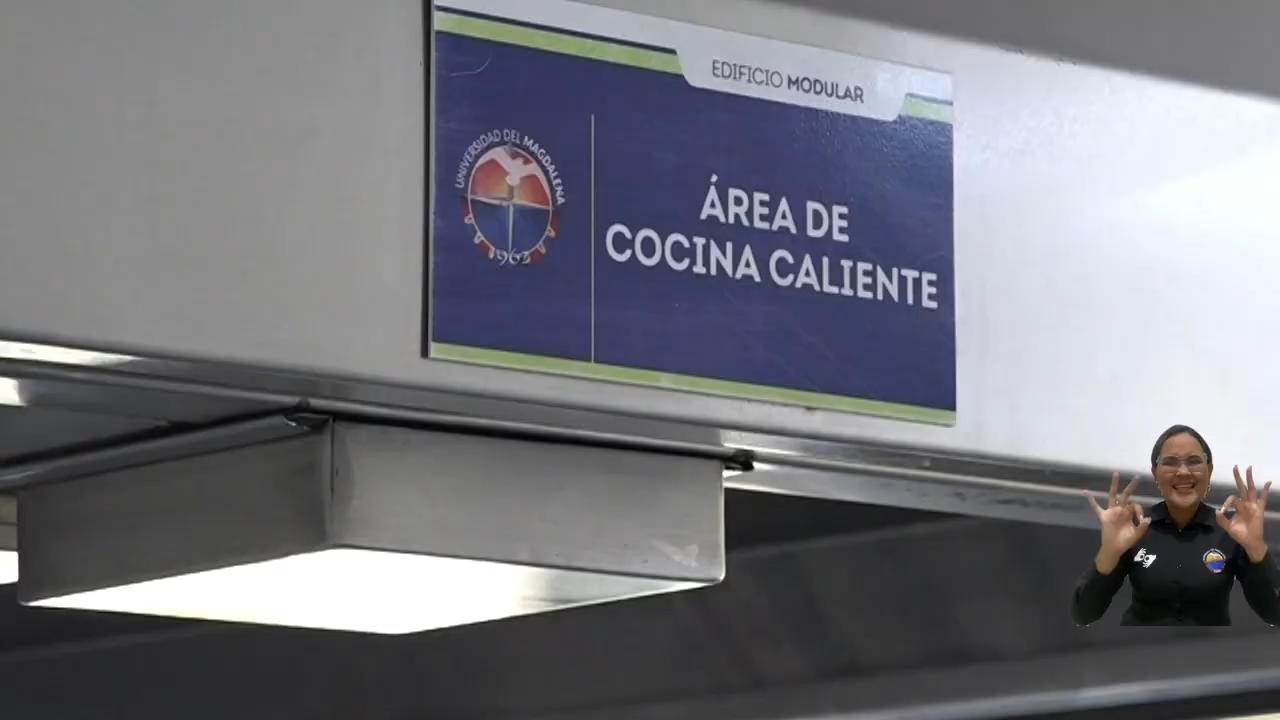 EDIFICIO MODULAR
UNIVERSIDAD DEL MAGDALENA
1962
ÁREA DE
COCINA CALIENTE